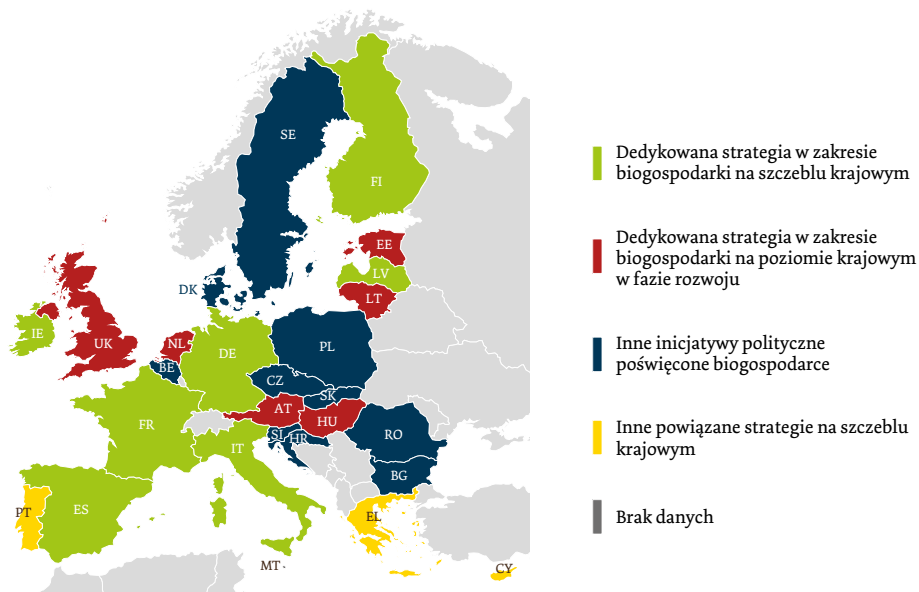 SE
FI
EE
LV
LT
DK
IE
UK
NL
BE
DE
PL
CZ
SK
AT
HU
FR
SI
HR
RO
IT
BG
PT
ES
EL
MT
CY
Dedykowana strategia w zakresie
biogospodarki na szczeblu krajowym
Dedykowana strategia w zakresie
biogospodarki na poziomie krajowym
w fazie rozwoju
Inne inicjatywy polityczne
poświęcone biogospodarce
Inne powiązane strategie na szczeblu
krajowym
Brak danych